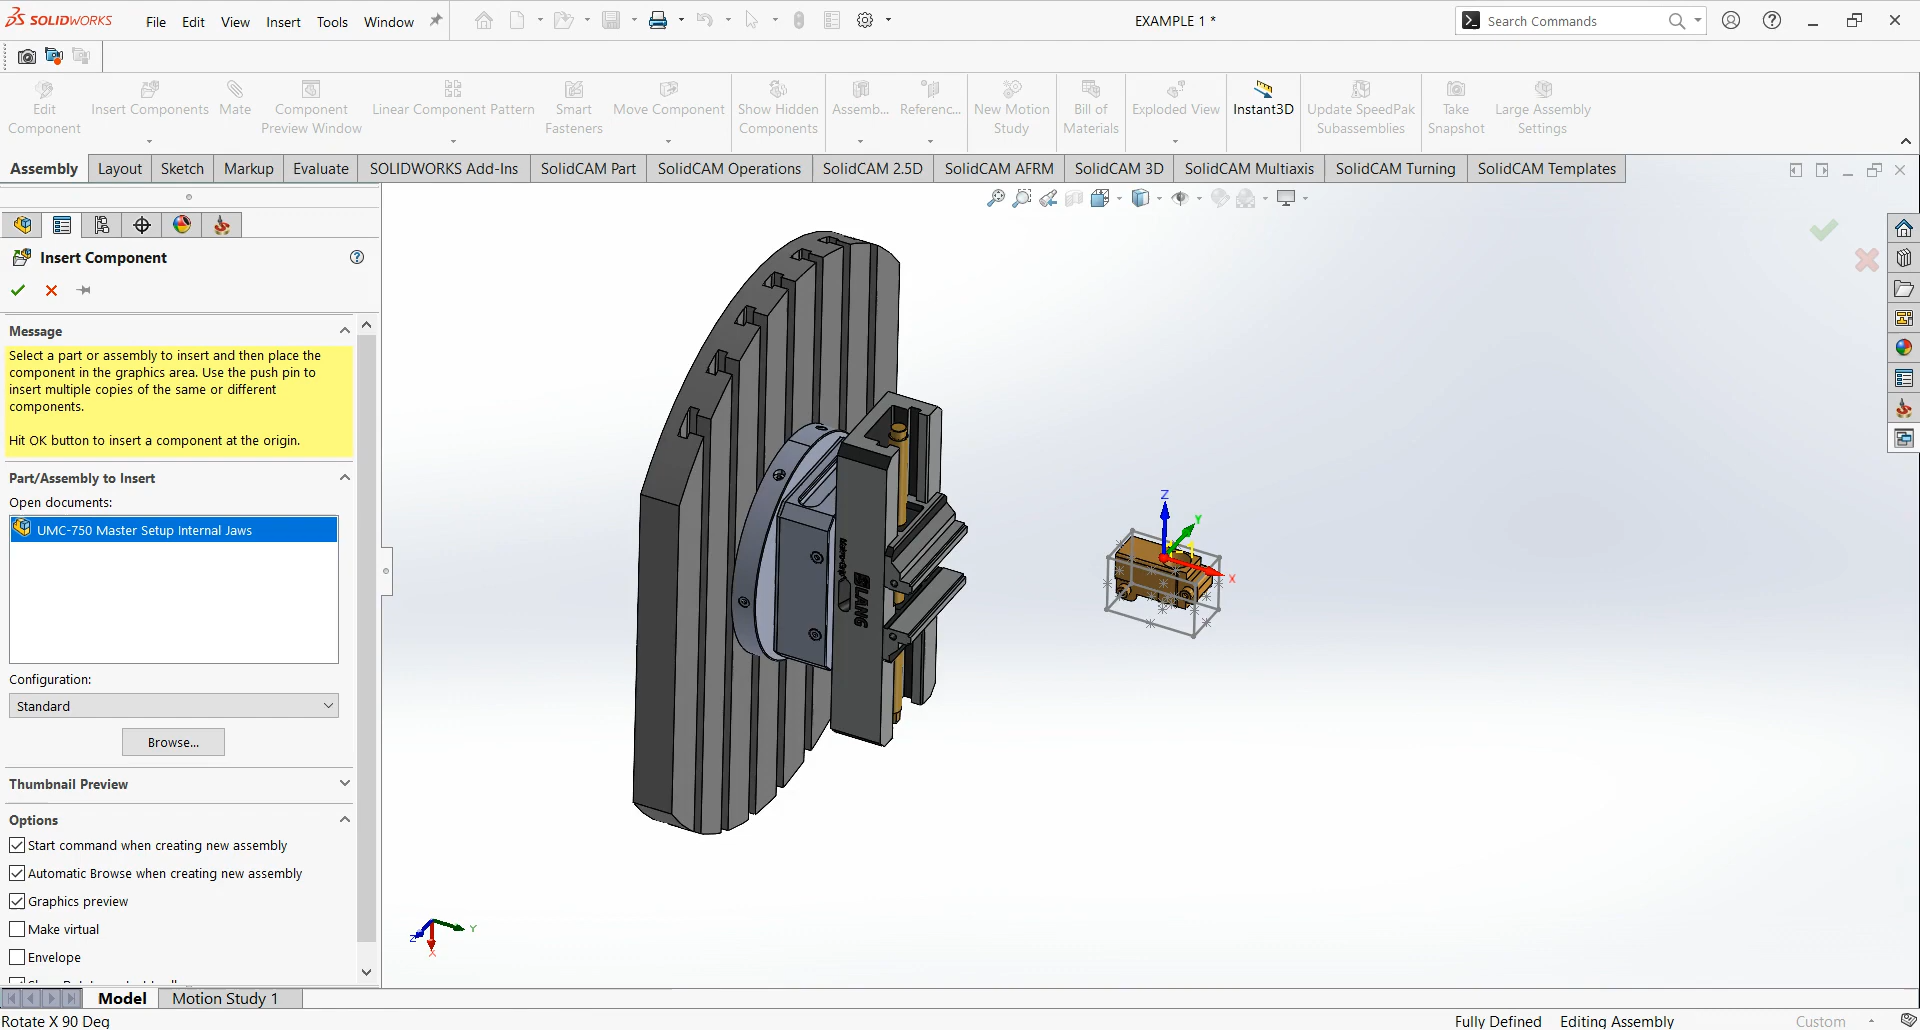 SOLIDWORKS File Edit View Insert Tools Window EXAMPLE 1 * Search Commands
Edit Component Insert Components Mate Component Preview Window Linear Component Pattern Smart Fasteners Move Component Show Hidden Components Assemb... Referenc... New Motion Study Bill of Materials Exploded View Instant3D Update SpeedPak Subassemblies Take Snapshot Large Assembly Settings
Assembly Layout Sketch Markup Evaluate SOLIDWORKS Add-Ins SolidCAM Part SolidCAM Operations SolidCAM 2.5D SolidCAM AFRM SolidCAM 3D SolidCAM Multiaxis SolidCAM Turning SolidCAM Templates
Insert Component
Message
Select a part or assembly to insert and then place the
component in the graphics area. Use the push pin to
insert multiple copies of the same or different
components.
Hit OK button to insert a component at the origin.
Part/Assembly to Insert
Open documents:
UMC-750 Master Setup Internal Jaws
Configuration:
Standard
Browse...
Thumbnail Preview
Options
Start command when creating new assembly
Automatic Browse when creating new assembly
Graphics preview
Make virtual
Envelope
LANG
Z
Y
X
Y
Z
X
Model Motion Study 1
Rotate X 90 Deg Fully Defined Editing Assembly Custom